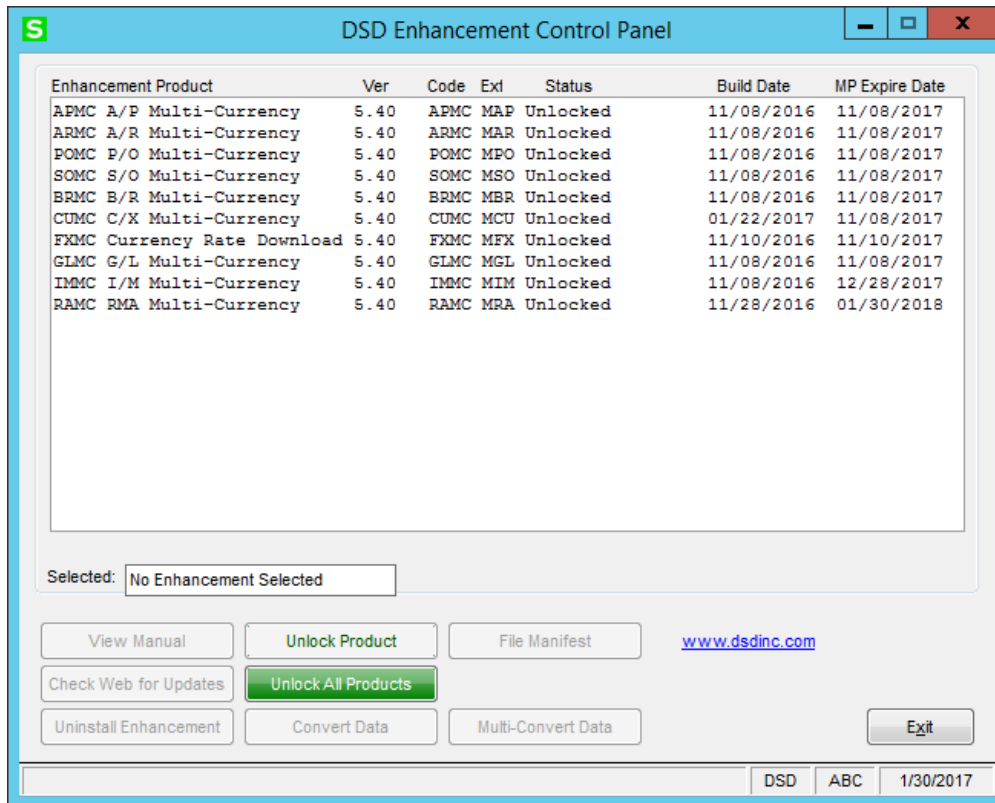 S
DSD Enhancement Control Panel
Enhancement Product Ver Code Ext Status Build Date MP Expire Date
APMC A/P Multi-Currency 5.40 APMC MAP Unlocked 11/08/2016 11/08/2017
ARMC A/R Multi-Currency 5.40 ARMC MAR Unlocked 11/08/2016 11/08/2017
POMC P/O Multi-Currency 5.40 POMC MPO Unlocked 11/08/2016 11/08/2017
SOMC S/O Multi-Currency 5.40 SOMC MSO Unlocked 11/08/2016 11/08/2017
BRMC B/R Multi-Currency 5.40 BRMC MBR Unlocked 11/08/2016 11/08/2017
CUMC C/X Multi-Currency 5.40 CUMC MCU Unlocked 01/22/2017 11/08/2017
FXMC Currency Rate Download 5.40 FXMC MFX Unlocked 11/10/2016 11/10/2017
GLMC G/L Multi-Currency 5.40 GLMC MGL Unlocked 11/08/2016 11/08/2017
IMMC I/M Multi-Currency 5.40 IMMC MIM Unlocked 11/08/2016 12/28/2017
RAMC RMA Multi-Currency 5.40 RAMC MRA Unlocked 11/28/2016 01/30/2018
Selected: No Enhancement Selected
View Manual Unlock Product File Manifest www.dsdinc.com
Check Web for Updates Unlock All Products
Uninstall Enhancement Convert Data Multi-Convert Data Exit
DSD ABC 1/30/2017